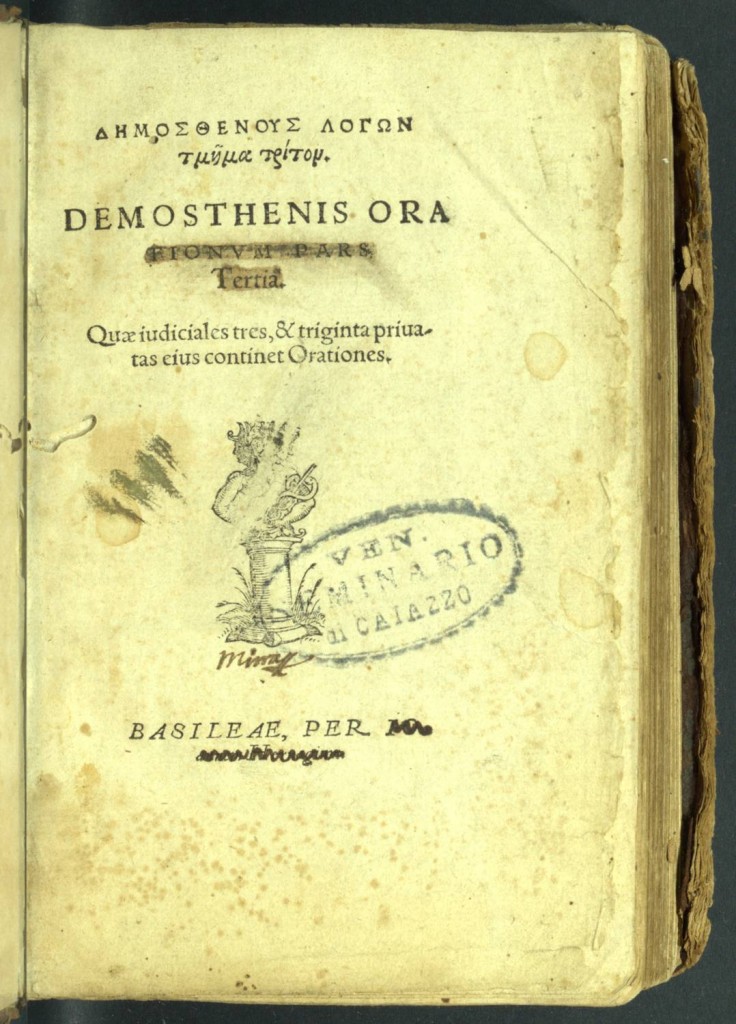 ΔΗΜΟΣΘΕΝΟΥΣ ΛΟΓΩΝ
τμῆμα τρίτον.
DEMOSTHENIS ORA
TIONVM PARS
Tertia.
Quæ iudiciales tres, & triginta priua-
tas eius continet Orationes.
VEN.
MINARIO
di CAIAZZO
BASILEAE, PER